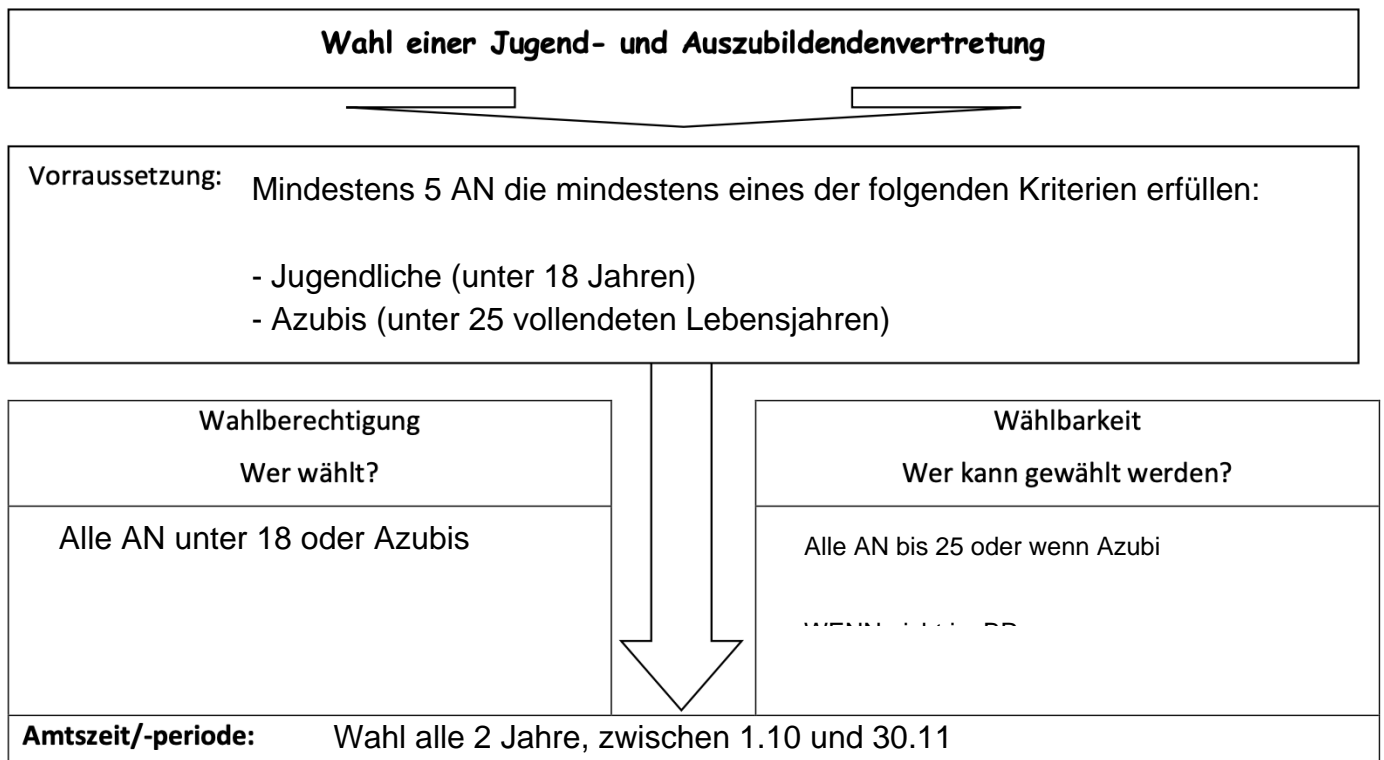 Wahl einer Jugend- und Auszubildendenvertretung
Vorraussetzung:
Mindestens 5 AN die mindestens eines der folgenden Kriterien erfüllen:
- Jugendliche (unter 18 Jahren)
- Azubis (unter 25 vollendeten Lebensjahren)
Wahlberechtigung
Wer wählt?
Alle AN unter 18 oder Azubis
Wählbarkeit
Wer kann gewählt werden?
Alle AN bis 25 oder wenn Azubi
WENN
Amtszeit/-periode:
Wahl alle 2 Jahre, zwischen 1.10 und 30.11